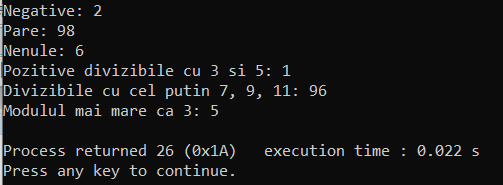 Negative: 2
Pare: 98
Nenule: 6
Pozitive divizibile cu 3 si 5: 1
Divizibile cu cel putin 7, 9, 11: 96
Modulul mai mare ca 3: 5
Process returned 26 (0x1A)   execution time : 0.022 s
Press any key to continue.